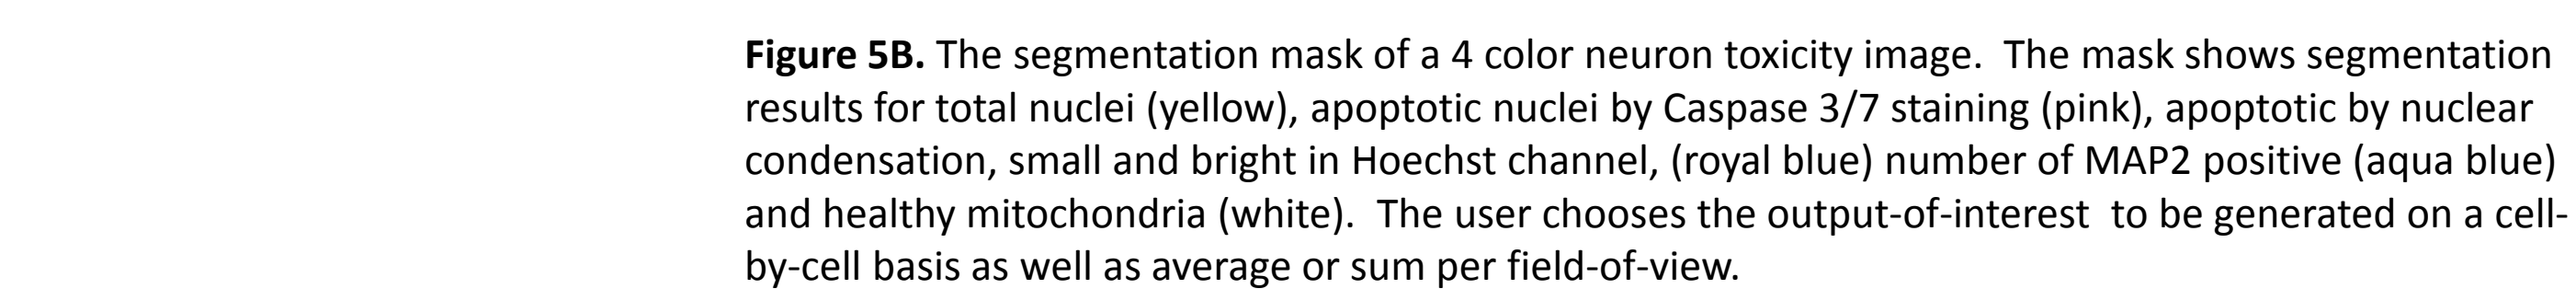 Figure 5B. The segmentation mask of a 4 color neuron toxicity image.  The mask shows segmentation
results for total nuclei (yellow), apoptotic nuclei by Caspase 3/7 staining (pink), apoptotic by nuclear
condensation, small and bright in Hoechst channel, (royal blue) number of MAP2 positive (aqua blue)
and healthy mitochondria (white).  The user chooses the output-of-interest  to be generated on a cell-
by-cell basis as well as average or sum per field-of-view.